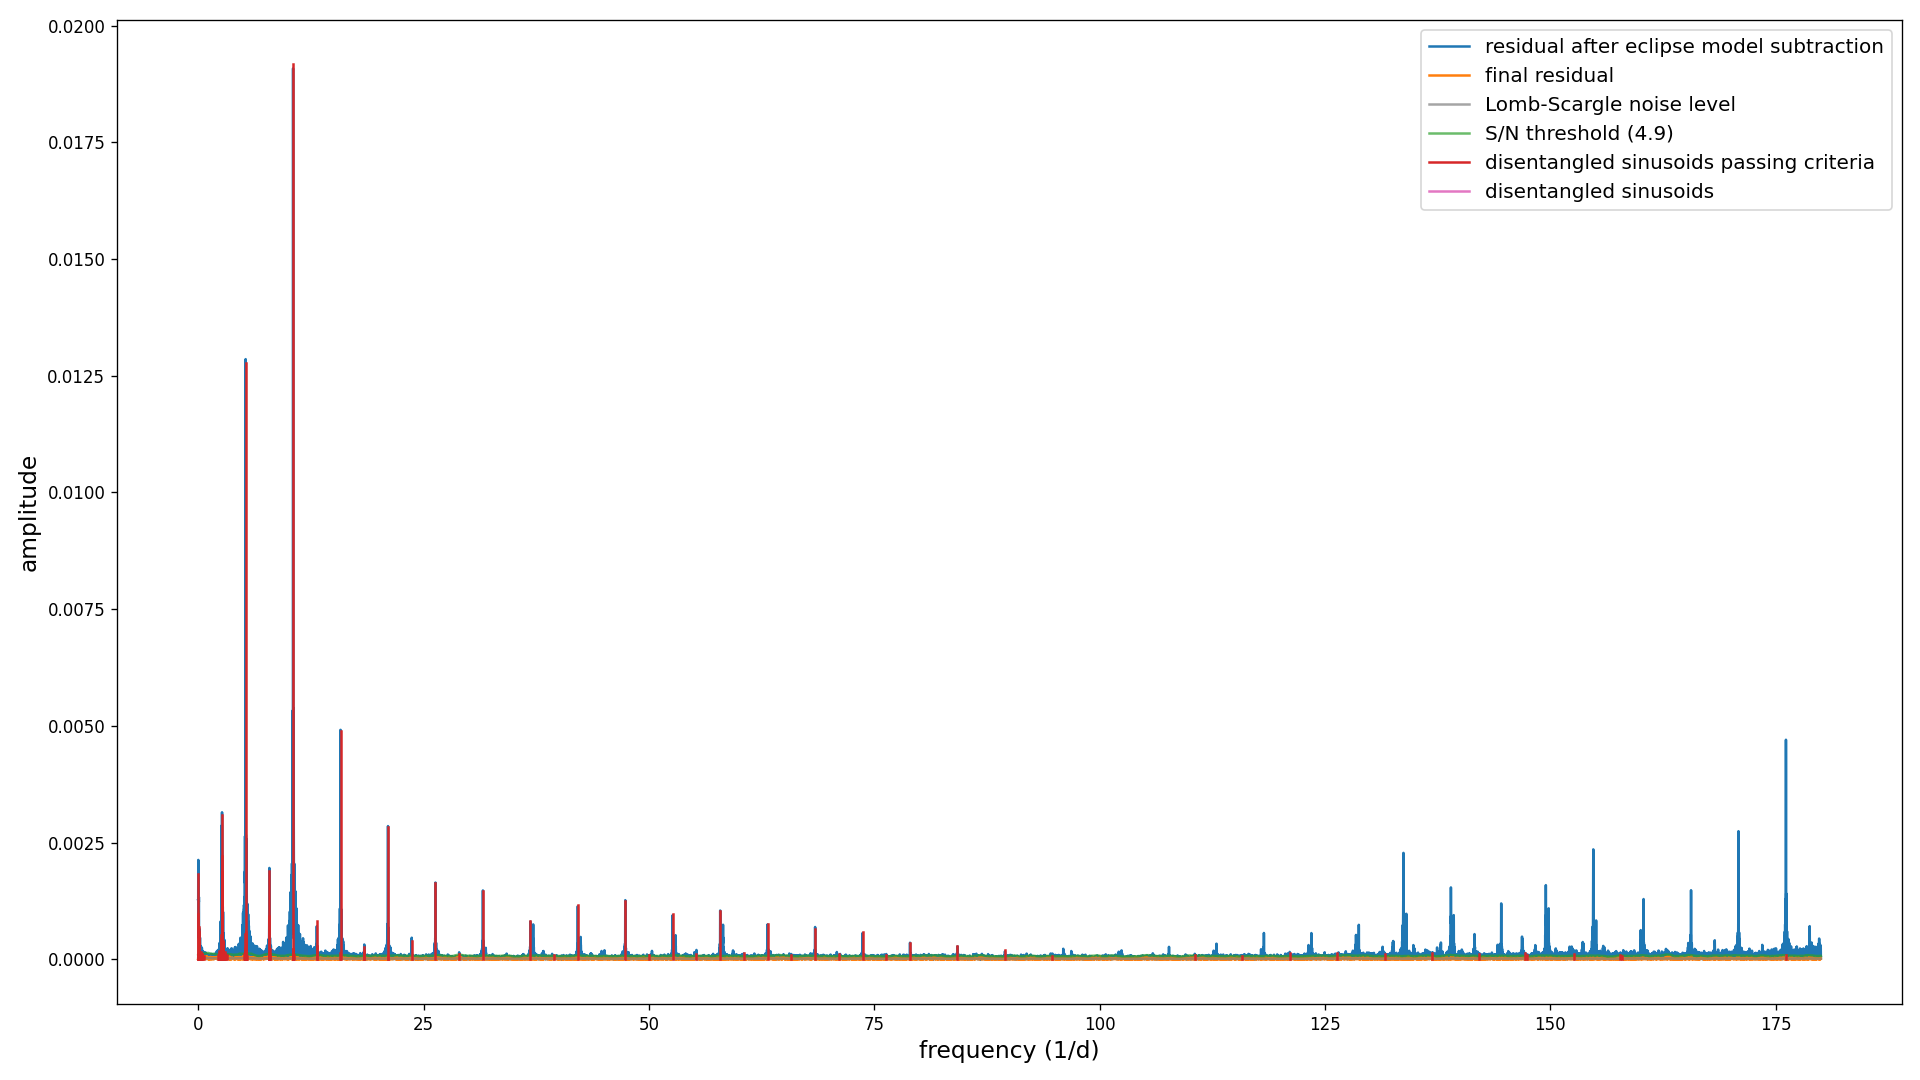 0.0200
0.0175
0.0150
0.0125
0.0100
0.0075
0.0050
0.0025
0.0000
amplitude
residual after eclipse model subtraction
final residual
Lomb-Scargle noise level
S/N threshold (4.9)
disentangled sinusoids passing criteria
disentangled sinusoids
0 25 50 75 100 125 150 175
frequency (1/d)